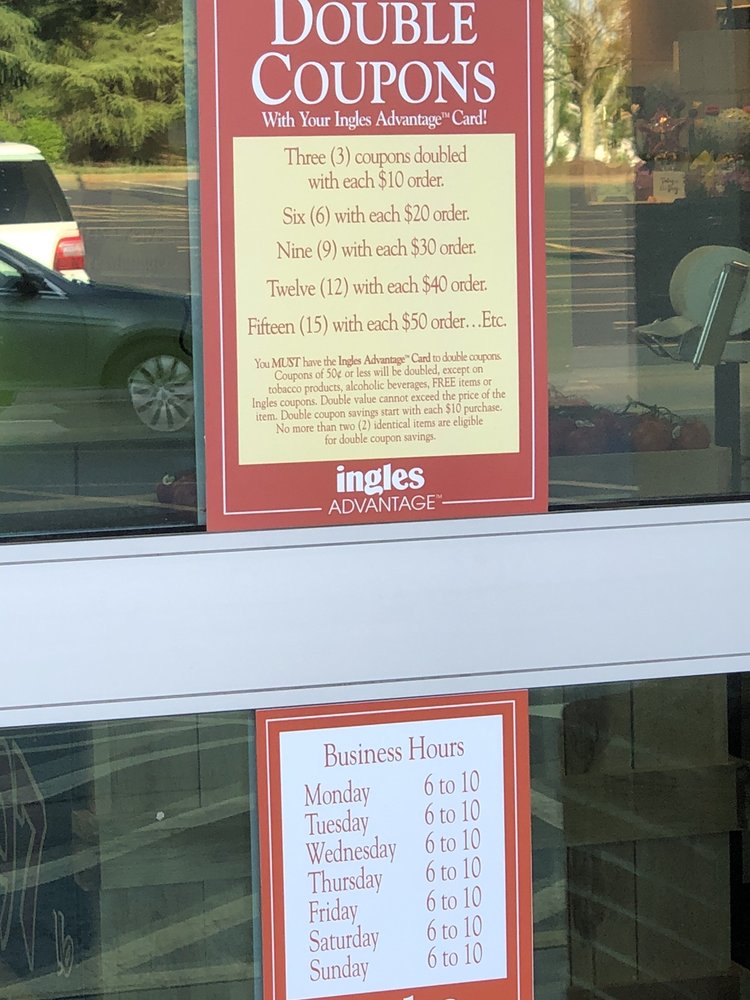 DOUBLE
COUPONS
With Your Ingles Advantage™ Card!
Three (3) coupons doubled
with each $10 order.
Six (6) with each $20 order.
Nine (9) with each $30 order.
Twelve (12) with each $40 order.
Fifteen (15) with each $50 order…Etc.
You MUST have the Ingles Advantage™ Card to double coupons.
Coupons of 50¢ or less will be doubled, except on
tobacco products, alcoholic beverages, FREE items or
Ingles coupons. Double value cannot exceed the price of the
item. Double coupon savings start with each $10 purchase.
No more than two (2) identical items are eligible
for double coupon savings.
ingles
ADVANTAGE™
Business Hours
Monday 6 to 10
Tuesday 6 to 10
Wednesday 6 to 10
Thursday 6 to 10
Friday 6 to 10
Saturday 6 to 10
Sunday 6 to 10